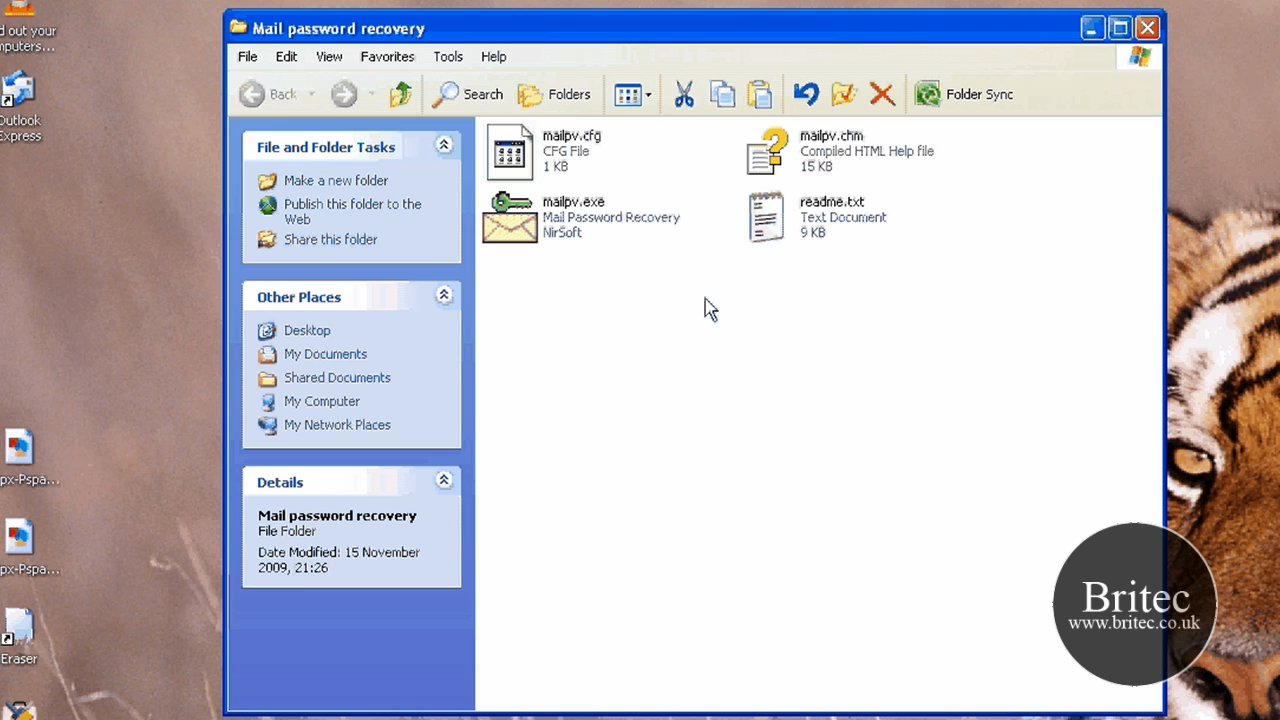 d out your
mputers...
Outlook
Express
px-Pspa...
px-Pspa...
Eraser
Mail password recovery
File Edit View Favorites Tools Help
Back Search Folders Folder Sync
File and Folder Tasks
Make a new folder
Publish this folder to the
Web
Share this folder
Other Places
Desktop
My Documents
Shared Documents
My Computer
My Network Places
Details
Mail password recovery
File Folder
Date Modified: 15 November
2009, 21:26
mailpv.cfg
CFG File
1 KB
mailpv.chm
Compiled HTML Help file
15 KB
mailpv.exe
Mail Password Recovery
NirSoft
readme.txt
Text Document
9 KB
Britec
www.britec.co.uk